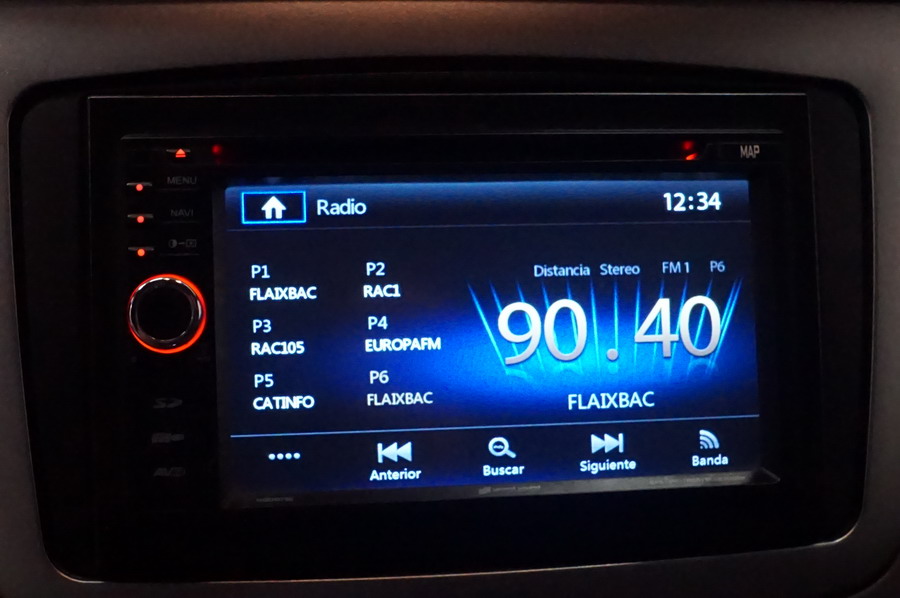 MAP
MENU
NAVI
Radio
12:34
Distancia Stereo FM 1 P6
90.40
FLAIXBAC
P1
FLAIXBAC
P2
RAC1
P3
RAC105
P4
EUROPAFM
P5
CATINFO
P6
FLAIXBAC
Anterior
Buscar
Siguiente
Banda